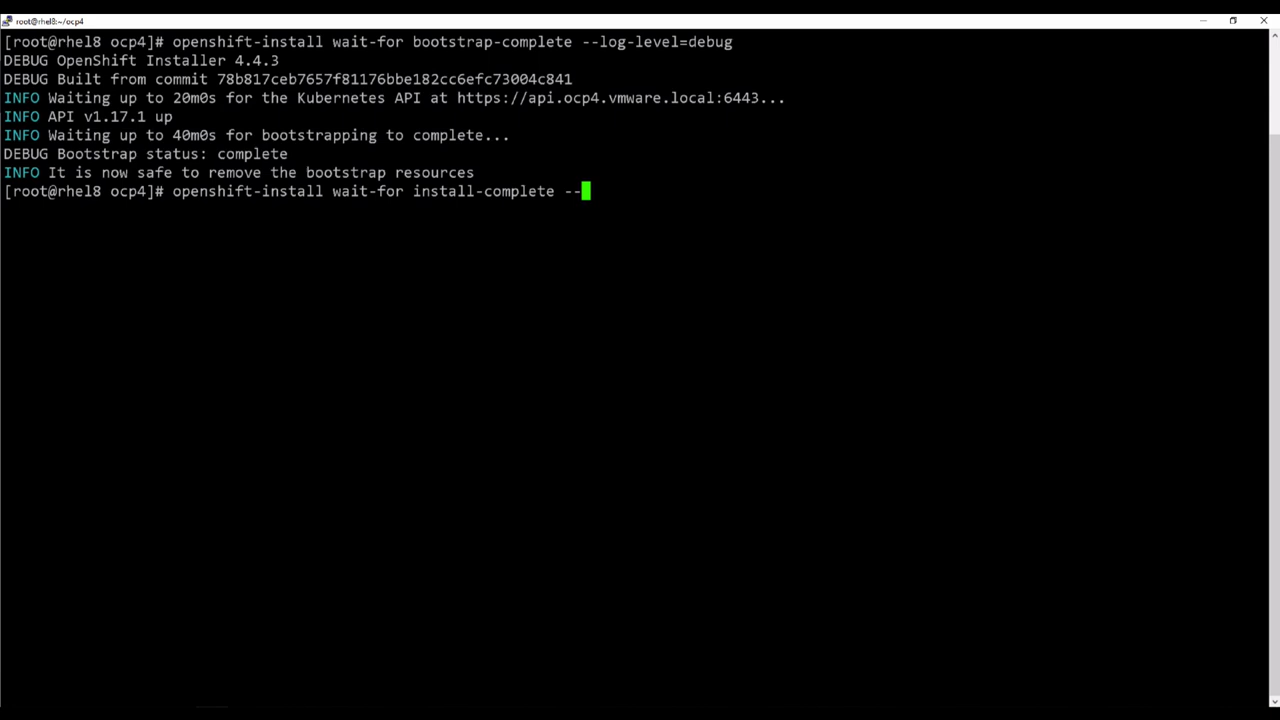 root@rhel8:~/ocp4
[root@rhel8 ocp4]# openshift-install wait-for bootstrap-complete --log-level=debug
DEBUG OpenShift Installer 4.4.3
DEBUG Built from commit 78b817ceb7657f81176bbe182cc6efc73004c841
INFO Waiting up to 20m0s for the Kubernetes API at https://api.ocp4.vmware.local:6443...
INFO API v1.17.1 up
INFO Waiting up to 40m0s for bootstrapping to complete...
DEBUG Bootstrap status: complete
INFO It is now safe to remove the bootstrap resources
[root@rhel8 ocp4]# openshift-install wait-for install-complete --